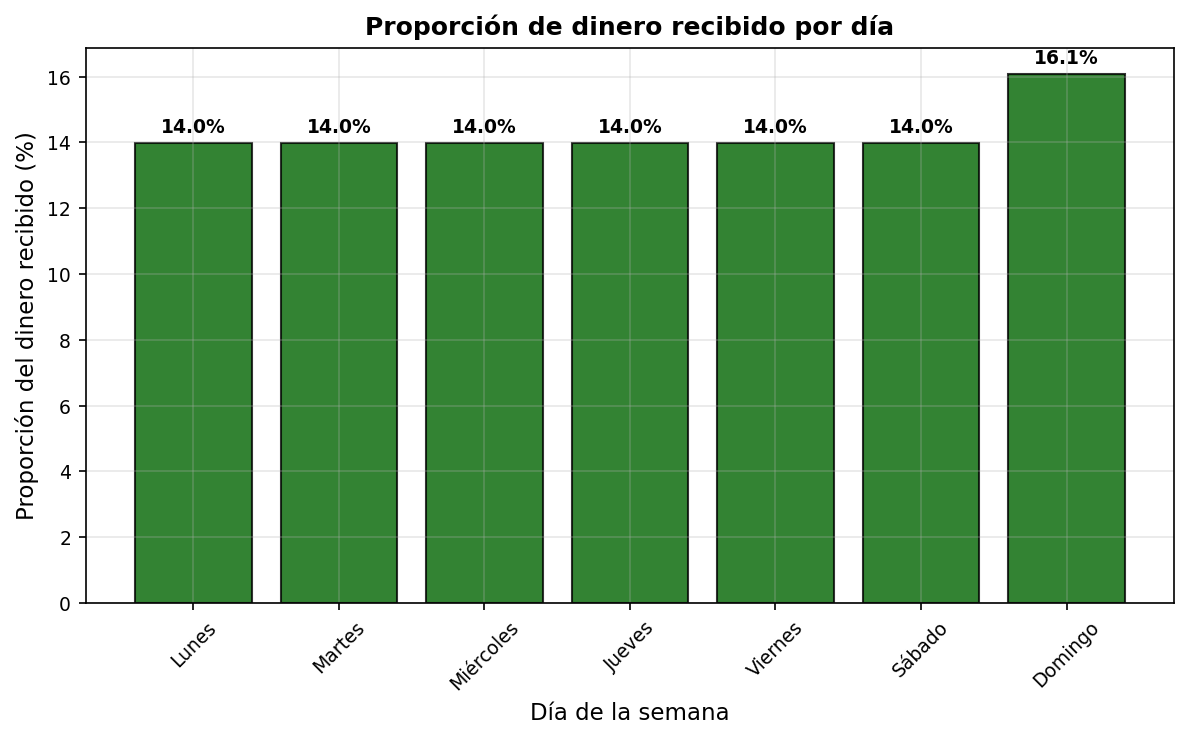 Proporción de dinero recibido por día
Proporción del dinero recibido (%)
16
14
12
10
8
6
4
2
0
14.0%
14.0%
14.0%
14.0%
14.0%
14.0%
16.1%
Lunes
Martes
Miércoles
Jueves
Viernes
Sábado
Domingo
Día de la semana